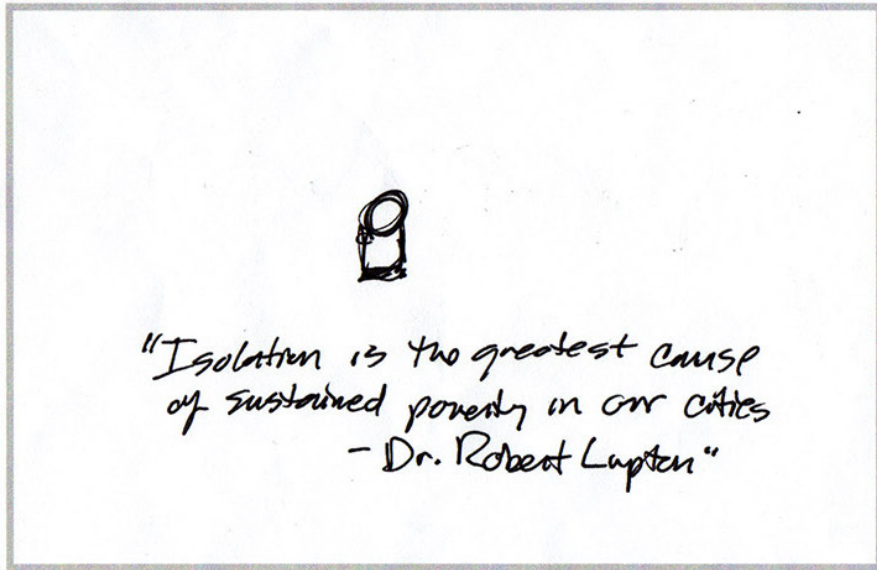 "Isolation is the greatest cause
of sustained poverty in our cities
- Dr. Robert Lupton"